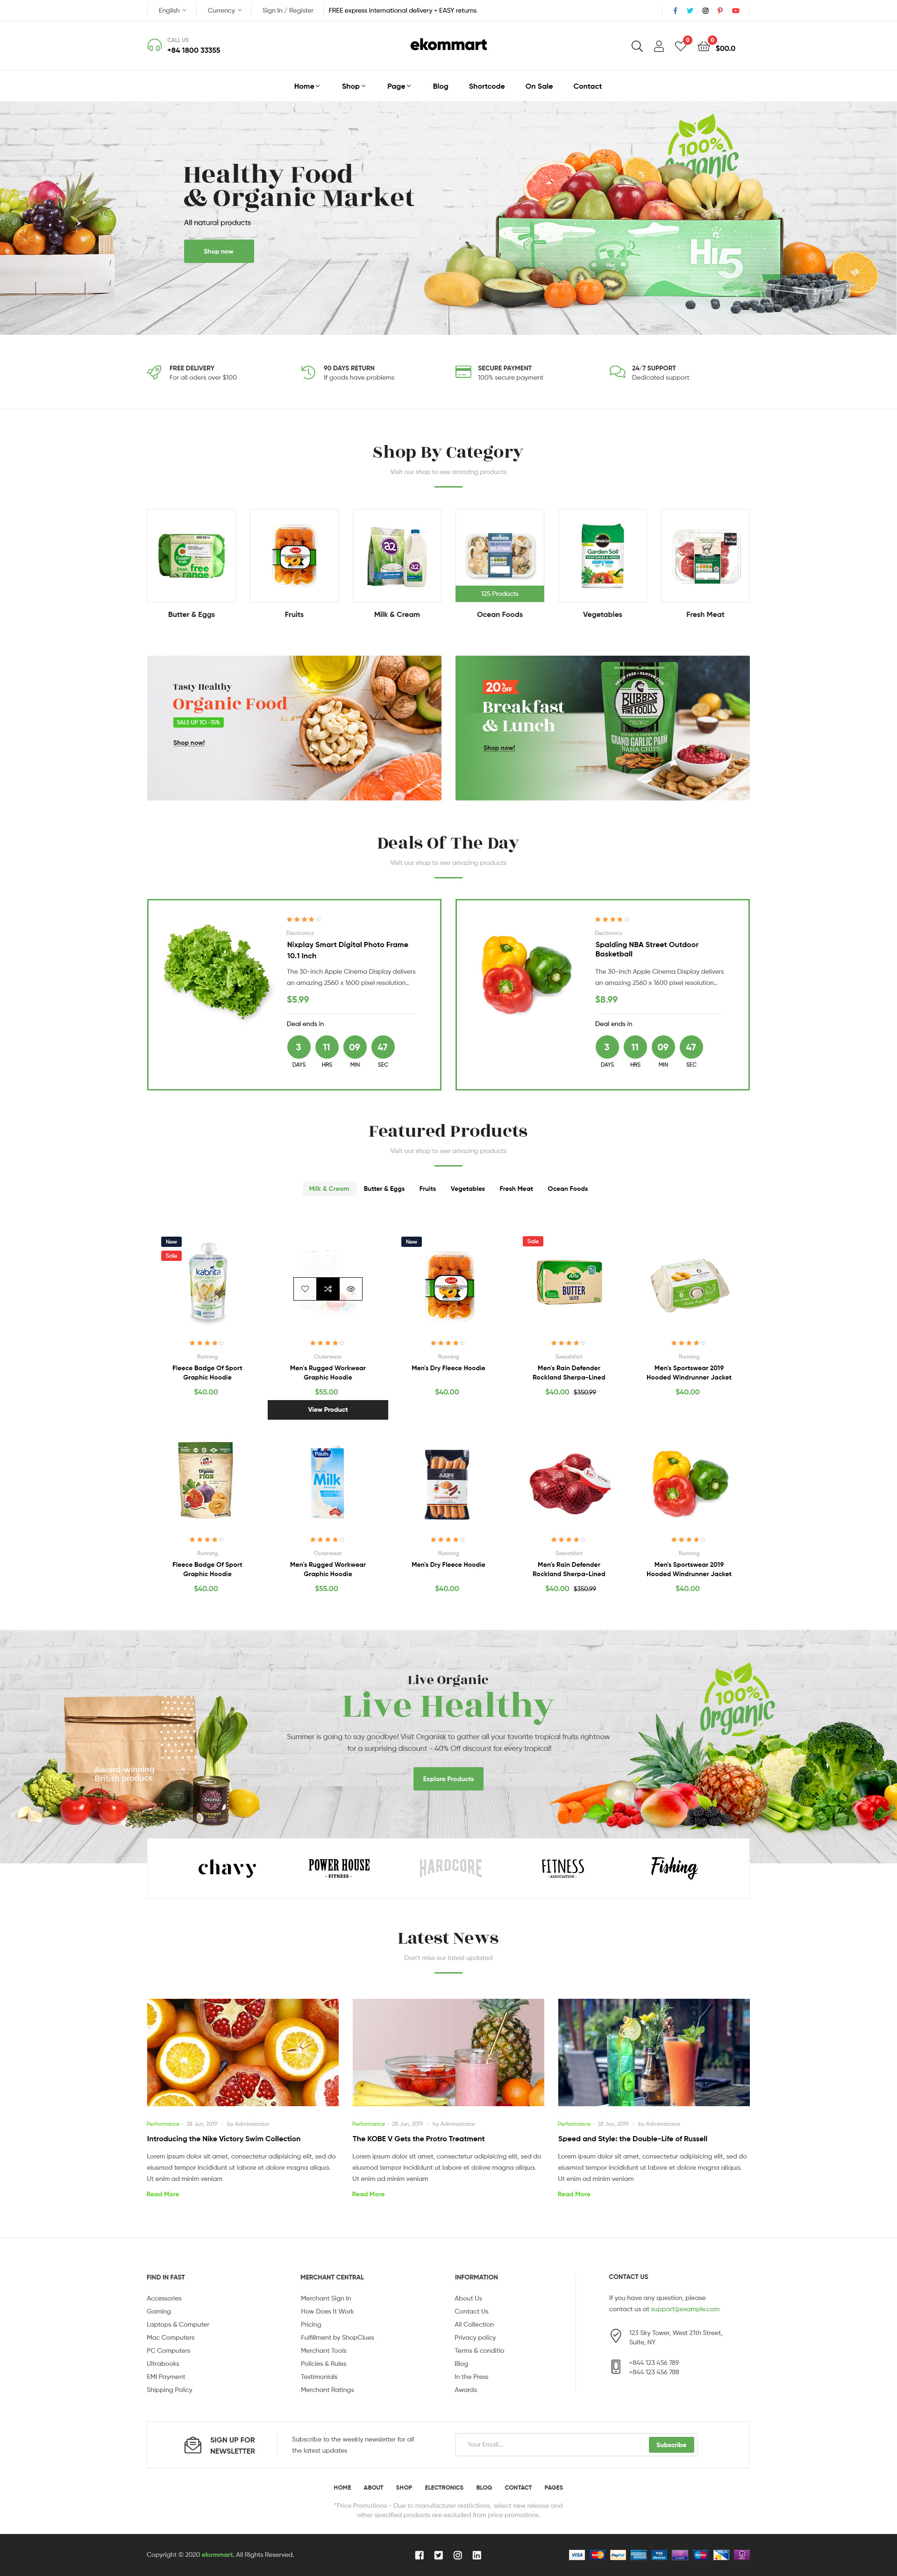 English
Currency
Sign In / Register
FREE express international delivery + EASY returns
CALL US
+84 1800 33355
ekommart
0
0
$00.0
Home
Shop
Page
Blog
Shortcode
On Sale
Contact
Healthy Food
& Organic Market
All natural products
Shop now
100%
Organic
Hi5
FREE DELIVERY
For all oders over $100
90 DAYS RETURN
If goods have problems
SECURE PAYMENT
100% secure payment
24/7 SUPPORT
Dedicated support
Shop By Category
Visit our shop to see amazing products
free range
a2
a2
Garden Soil
125 Products
Butter & Eggs
Fruits
Milk & Cream
Ocean Foods
Vegetables
Fresh Meat
Tasty Healthy
Organic Food
SALE UP TO -15%
Shop now!
20% OFF
Breakfast
& Lunch
Shop now!
BUBBA'S
FINE FOODS
GRAND GARLIC PARM
'NANA CHIPS
Deals Of The Day
Visit our shop to see amazing products
Electronics
Nixplay Smart Digital Photo Frame
10.1 Inch
The 30-inch Apple Cinema Display delivers
an amazing 2560 x 1600 pixel resolution..
$5.99
Deal ends in
3 11 09 47
DAYS HRS MIN SEC
Electronics
Spalding NBA Street Outdoor
Basketball
The 30-inch Apple Cinema Display delivers
an amazing 2560 x 1600 pixel resolution..
$8.99
Deal ends in
3 11 09 47
DAYS HRS MIN SEC
Featured Products
Visit our shop to see amazing products
Milk & Cream
Butter & Eggs
Fruits
Vegetables
Fresh Meat
Ocean Foods
New
Sale
kabrita
Running
Fleece Badge Of Sport
Graphic Hoodie
$40.00
Outerwear
Men's Rugged Workwear
Graphic Hoodie
$55.00
View Product
New
Running
Men's Dry Fleece Hoodie
$40.00
Sale
Arla
BUTTER
SALTED
Sweatshirt
Men's Rain Defender
Rockland Sherpa-Lined
$40.00 $350.99
Running
Men's Sportswear 2019
Hooded Windrunner Jacket
$40.00
FIGS
Running
Fleece Badge Of Sport
Graphic Hoodie
$40.00
Pauls
Milk
Outerwear
Men's Rugged Workwear
Graphic Hoodie
$55.00
Running
Men's Dry Fleece Hoodie
$40.00
Sweatshirt
Men's Rain Defender
Rockland Sherpa-Lined
$40.00 $350.99
Running
Men's Sportswear 2019
Hooded Windrunner Jacket
$40.00
Live Organic
Live Healthy
Summer is going to say goodbye! Visit Organisk to gather all your favorite tropical fruits rightnow
for a surprising discount - 40% Off discount for every tropical!
Explore Products
Award-winning
British produce
biona
100%
Organic
chavy
POWER HOUSE
- FITNESS -
HARDCORE
FITNESS
- ASSOCIATION -
Fishing
Latest News
Don't miss our latest updated
Performance - 28 Jun, 2019 - by Administrator
Introducing the Nike Victory Swim Collection
Lorem ipsum dolor sit amet, consectetur adipisicing elit, sed do
eiusmod tempor incididunt ut labore et dolore magna aliqua.
Ut enim ad minim veniam
Read More
Performance - 28 Jun, 2019 - by Administrator
The KOBE V Gets the Protro Treatment
Lorem ipsum dolor sit amet, consectetur adipisicing elit, sed do
eiusmod tempor incididunt ut labore et dolore magna aliqua.
Ut enim ad minim veniam
Read More
Performance - 28 Jun, 2019 - by Administrator
Speed and Style: the Double-Life of Russell
Lorem ipsum dolor sit amet, consectetur adipisicing elit, sed do
eiusmod tempor incididunt ut labore et dolore magna aliqua.
Ut enim ad minim veniam
Read More
FIND IN FAST
Accessories
Gaming
Laptops & Computer
Mac Computers
PC Computers
Ultrabooks
EMI Payment
Shipping Policy
MERCHANT CENTRAL
Merchant Sign In
How Does It Work
Pricing
Fulfillment by ShopClues
Merchant Tools
Policies & Rules
Testimonials
Merchant Ratings
INFORMATION
About Us
Contact Us
All Collection
Privacy policy
Terms & conditio
Blog
In the Press
Awards
CONTACT US
If you have any question, please
contact us at support@example.com
123 Sky Tower, West 21th Street,
Suite, NY
+844 123 456 789
+844 123 456 788
SIGN UP FOR
NEWSLETTER
Subscribe to the weekly newsletter for all
the latest updates
Your Email...
Subscribe
HOME
ABOUT
SHOP
ELECTRONICS
BLOG
CONTACT
PAGES
*Price Promotions - Due to manufacturer restrictions, select new release and
other specified products are excluded from price promotions.
Copyright © 2020 ekommart. All Rights Reserved.
VISA
PayPal